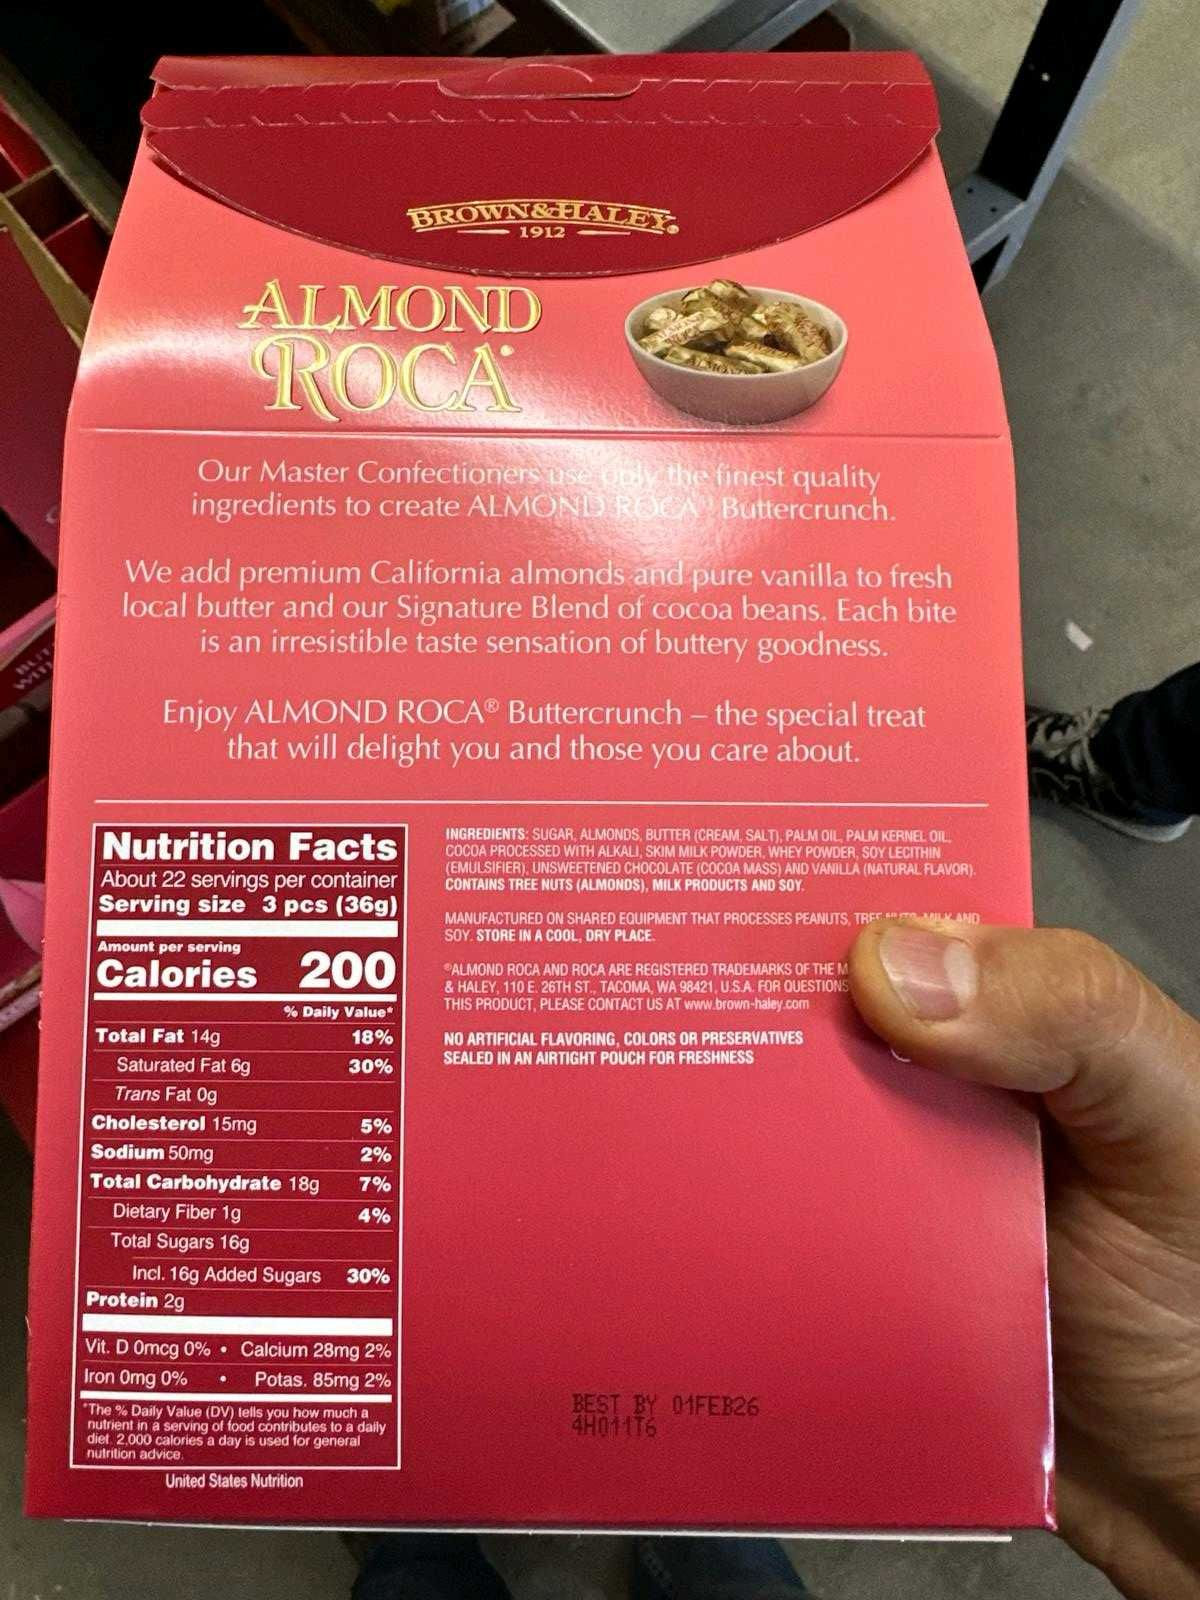 BROWN&HALEY®
1912
ALMOND
ROCA®
Our Master Confectioners use only the finest quality
ingredients to create ALMOND ROCA® Buttercrunch.
We add premium California almonds and pure vanilla to fresh
local butter and our Signature Blend of cocoa beans. Each bite
is an irresistible taste sensation of buttery goodness.
Enjoy ALMOND ROCA® Buttercrunch – the special treat
that will delight you and those you care about.
Nutrition Facts
About 22 servings per container
Serving size 3 pcs (36g)
Amount per serving
Calories 200
% Daily Value*
Total Fat 14g 18%
Saturated Fat 6g 30%
Trans Fat 0g
Cholesterol 15mg 5%
Sodium 50mg 2%
Total Carbohydrate 18g 7%
Dietary Fiber 1g 4%
Total Sugars 16g
Incl. 16g Added Sugars 30%
Protein 2g
Vit. D 0mcg 0% • Calcium 28mg 2%
Iron 0mg 0% • Potas. 85mg 2%
*The % Daily Value (DV) tells you how much a
nutrient in a serving of food contributes to a daily
diet. 2,000 calories a day is used for general
nutrition advice.
United States Nutrition
INGREDIENTS: SUGAR, ALMONDS, BUTTER (CREAM, SALT), PALM OIL, PALM KERNEL OIL,
COCOA PROCESSED WITH ALKALI, SKIM MILK POWDER, WHEY POWDER, SOY LECITHIN
(EMULSIFIER), UNSWEETENED CHOCOLATE (COCOA MASS) AND VANILLA (NATURAL FLAVOR).
CONTAINS TREE NUTS (ALMONDS), MILK PRODUCTS AND SOY.
MANUFACTURED ON SHARED EQUIPMENT THAT PROCESSES PEANUTS, TREE NUTS, MILK AND
SOY. STORE IN A COOL, DRY PLACE.
®ALMOND ROCA AND ROCA ARE REGISTERED TRADEMARKS OF THE
& HALEY, 110 E. 26TH ST., TACOMA, WA 98421, U.S.A. FOR QUESTIONS
THIS PRODUCT, PLEASE CONTACT US AT www.brown-haley.com
NO ARTIFICIAL FLAVORING, COLORS OR PRESERVATIVES
SEALED IN AN AIRTIGHT POUCH FOR FRESHNESS
BEST BY 01FEB26
4H011T6